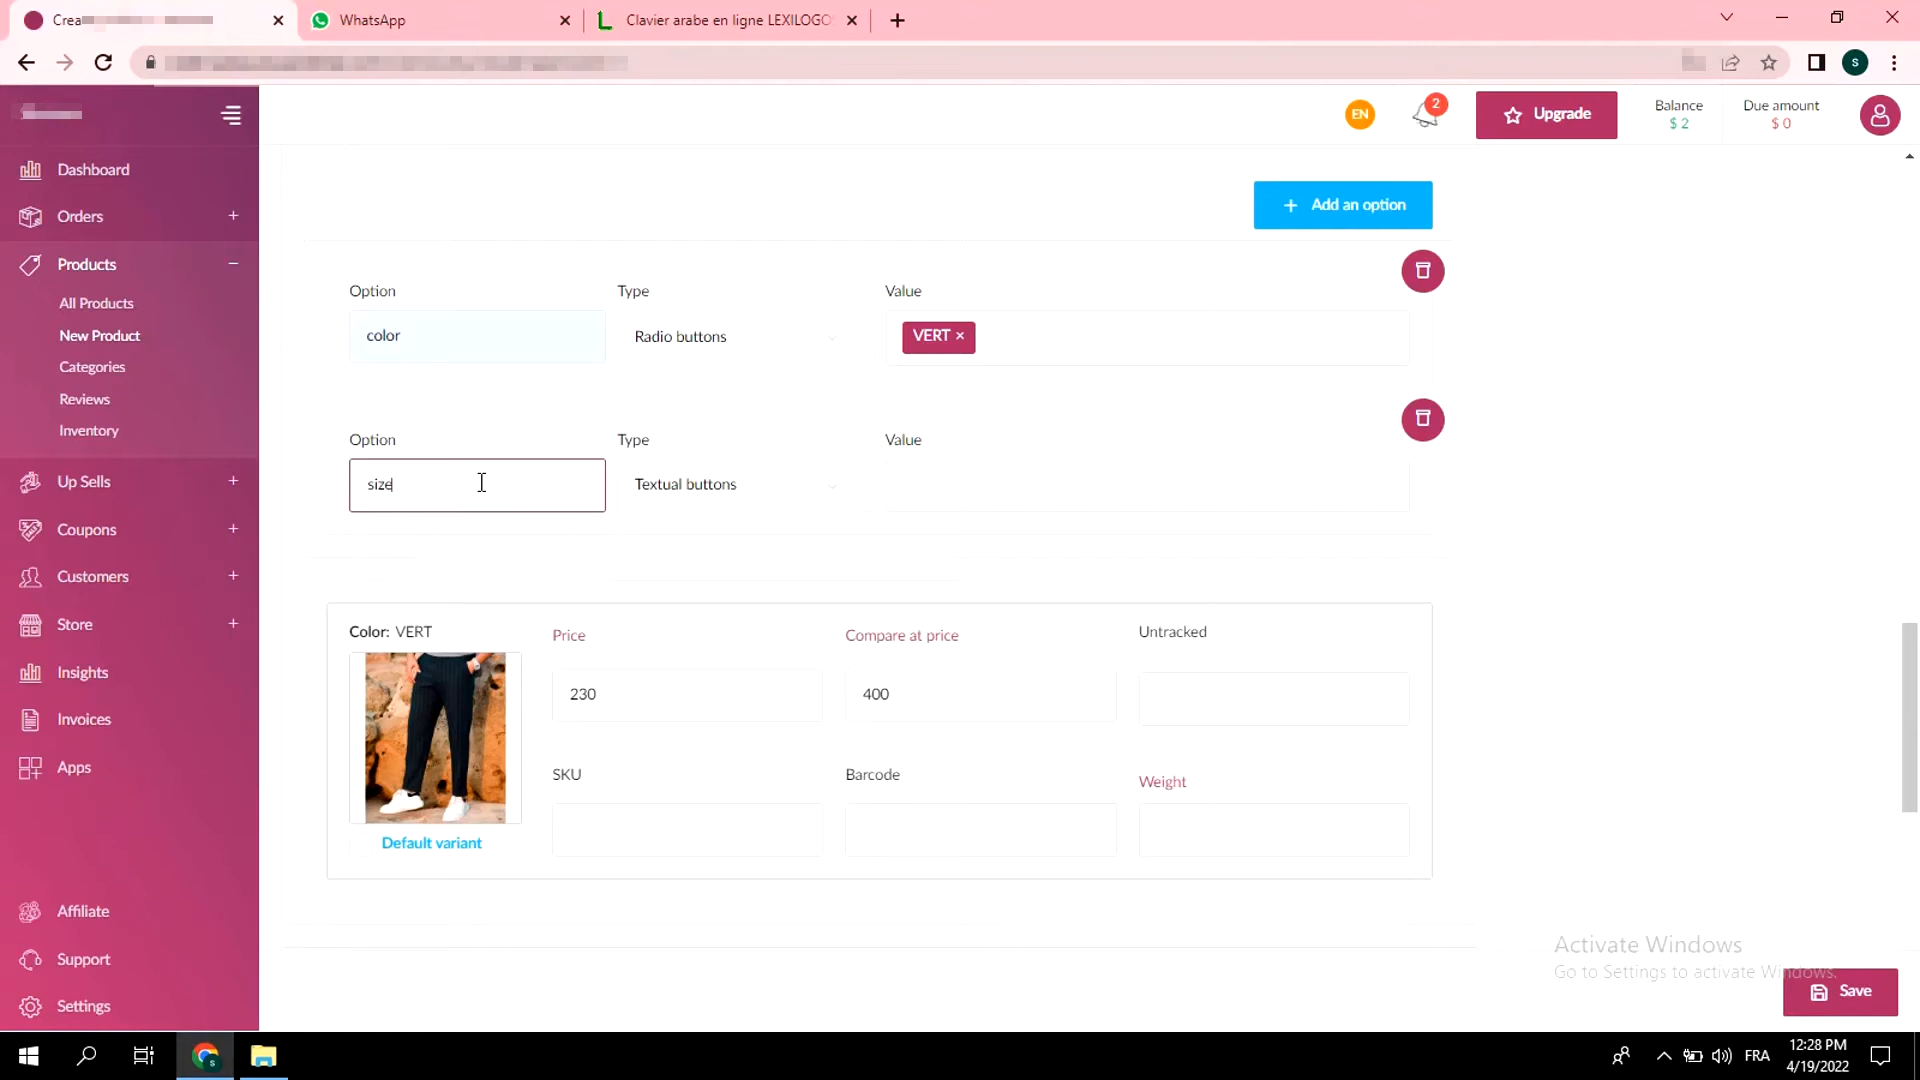 Crea
WhatsApp
Clavier arabe en ligne LEXILOGO
s
EN
2
Upgrade
Balance
$ 2
Due amount
$ 0
Dashboard
Orders +
Products −
All Products
New Product
Categories
Reviews
Inventory
Up Sells +
Coupons +
Customers +
Store +
Insights
Invoices
Apps
Affiliate
Support
Settings
+ Add an option
Option Type Value
color Radio buttons VERT ×
Option Type Value
size Textual buttons
Color: VERT
Price Compare at price Untracked
230 400
SKU Barcode Weight
Default variant
Activate Windows
Go to Settings to activate Windows.
Save
FRA
12:28 PM
4/19/2022